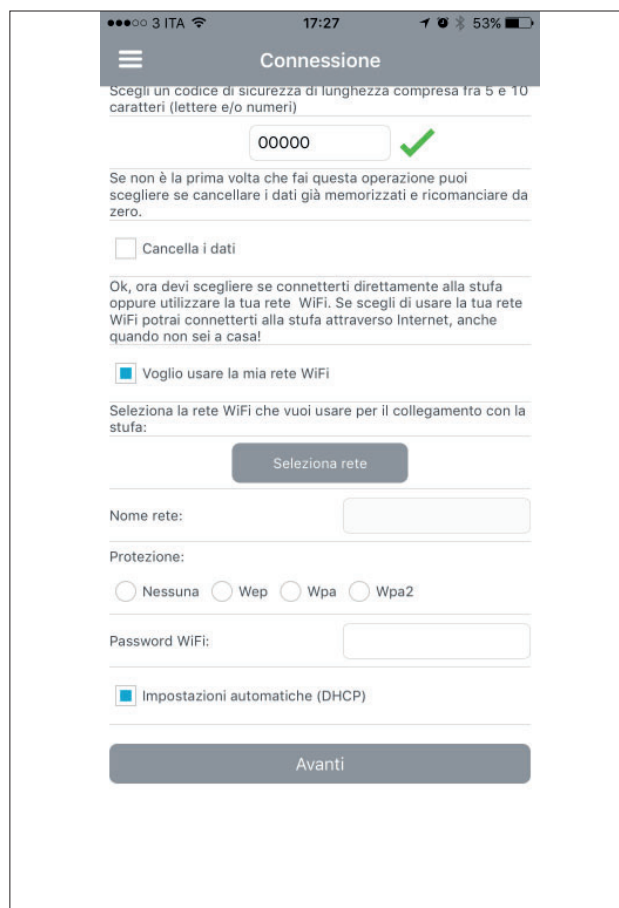 3 ITA 17:27 53%
Connessione
Scegli un codice di sicurezza di lunghezza compresa fra 5 e 10
caratteri (lettere e/o numeri)
00000
Se non è la prima volta che fai questa operazione puoi
scegliere se cancellare i dati già memorizzati e ricomanciare da
zero.
Cancella i dati
Ok, ora devi scegliere se connetterti direttamente alla stufa
oppure utilizzare la tua rete WiFi. Se scegli di usare la tua rete
WiFi potrai connetterti alla stufa attraverso Internet, anche
quando non sei a casa!
Voglio usare la mia rete WiFi
Seleziona la rete WiFi che vuoi usare per il collegamento con la
stufa:
Seleziona rete
Nome rete:
Protezione:
Nessuna Wep Wpa Wpa2
Password WiFi:
Impostazioni automatiche (DHCP)
Avanti